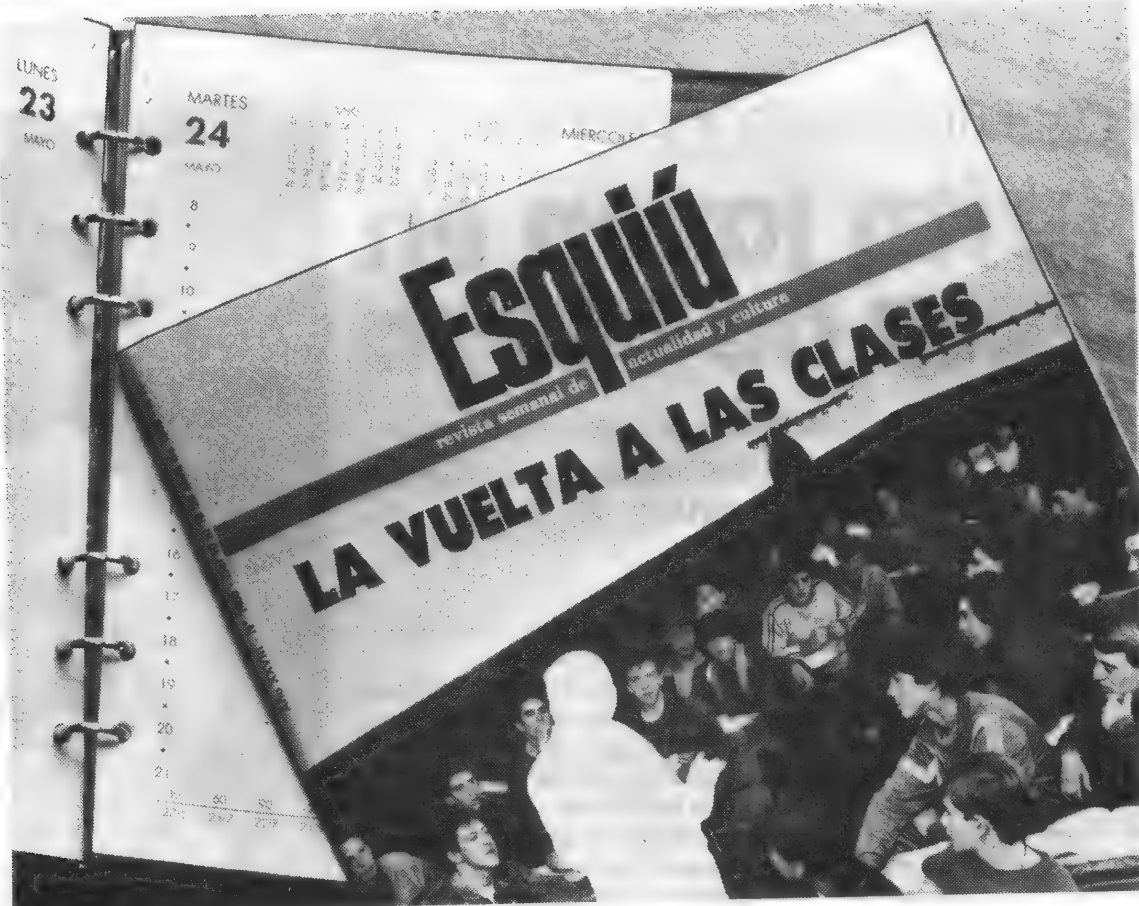 LUNES
23
MAYO
MARTES
24
MAYO
8
9
10
16
17
18
19
20
21
Esquiú
revista semanal de actualidad y cultura
LA VUELTA A LAS CLASES